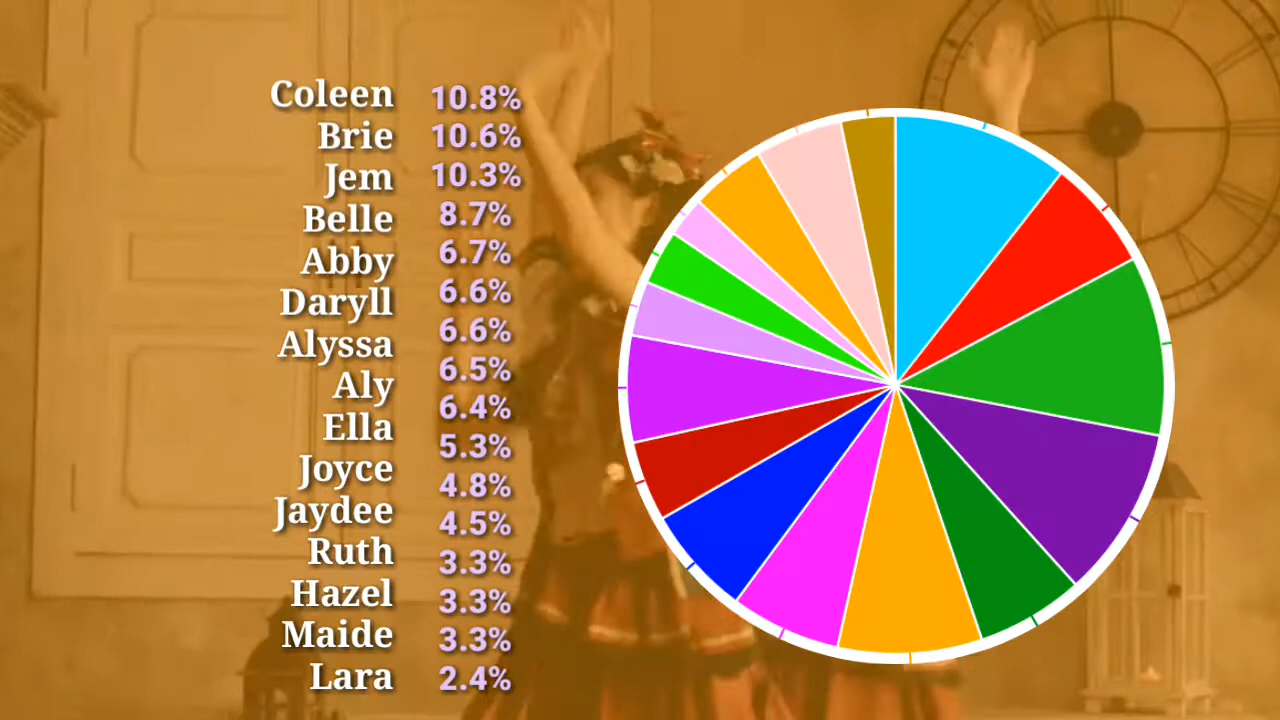 Coleen
Brie
Jem
Belle
Abby
Daryll
Alyssa
Aly
Ella
Joyce
Jaydee
Ruth
Hazel
Maide
Lara
10.8%
10.6%
10.3%
8.7%
6.7%
6.6%
6.6%
6.5%
6.4%
5.3%
4.8%
4.5%
3.3%
3.3%
3.3%
2.4%